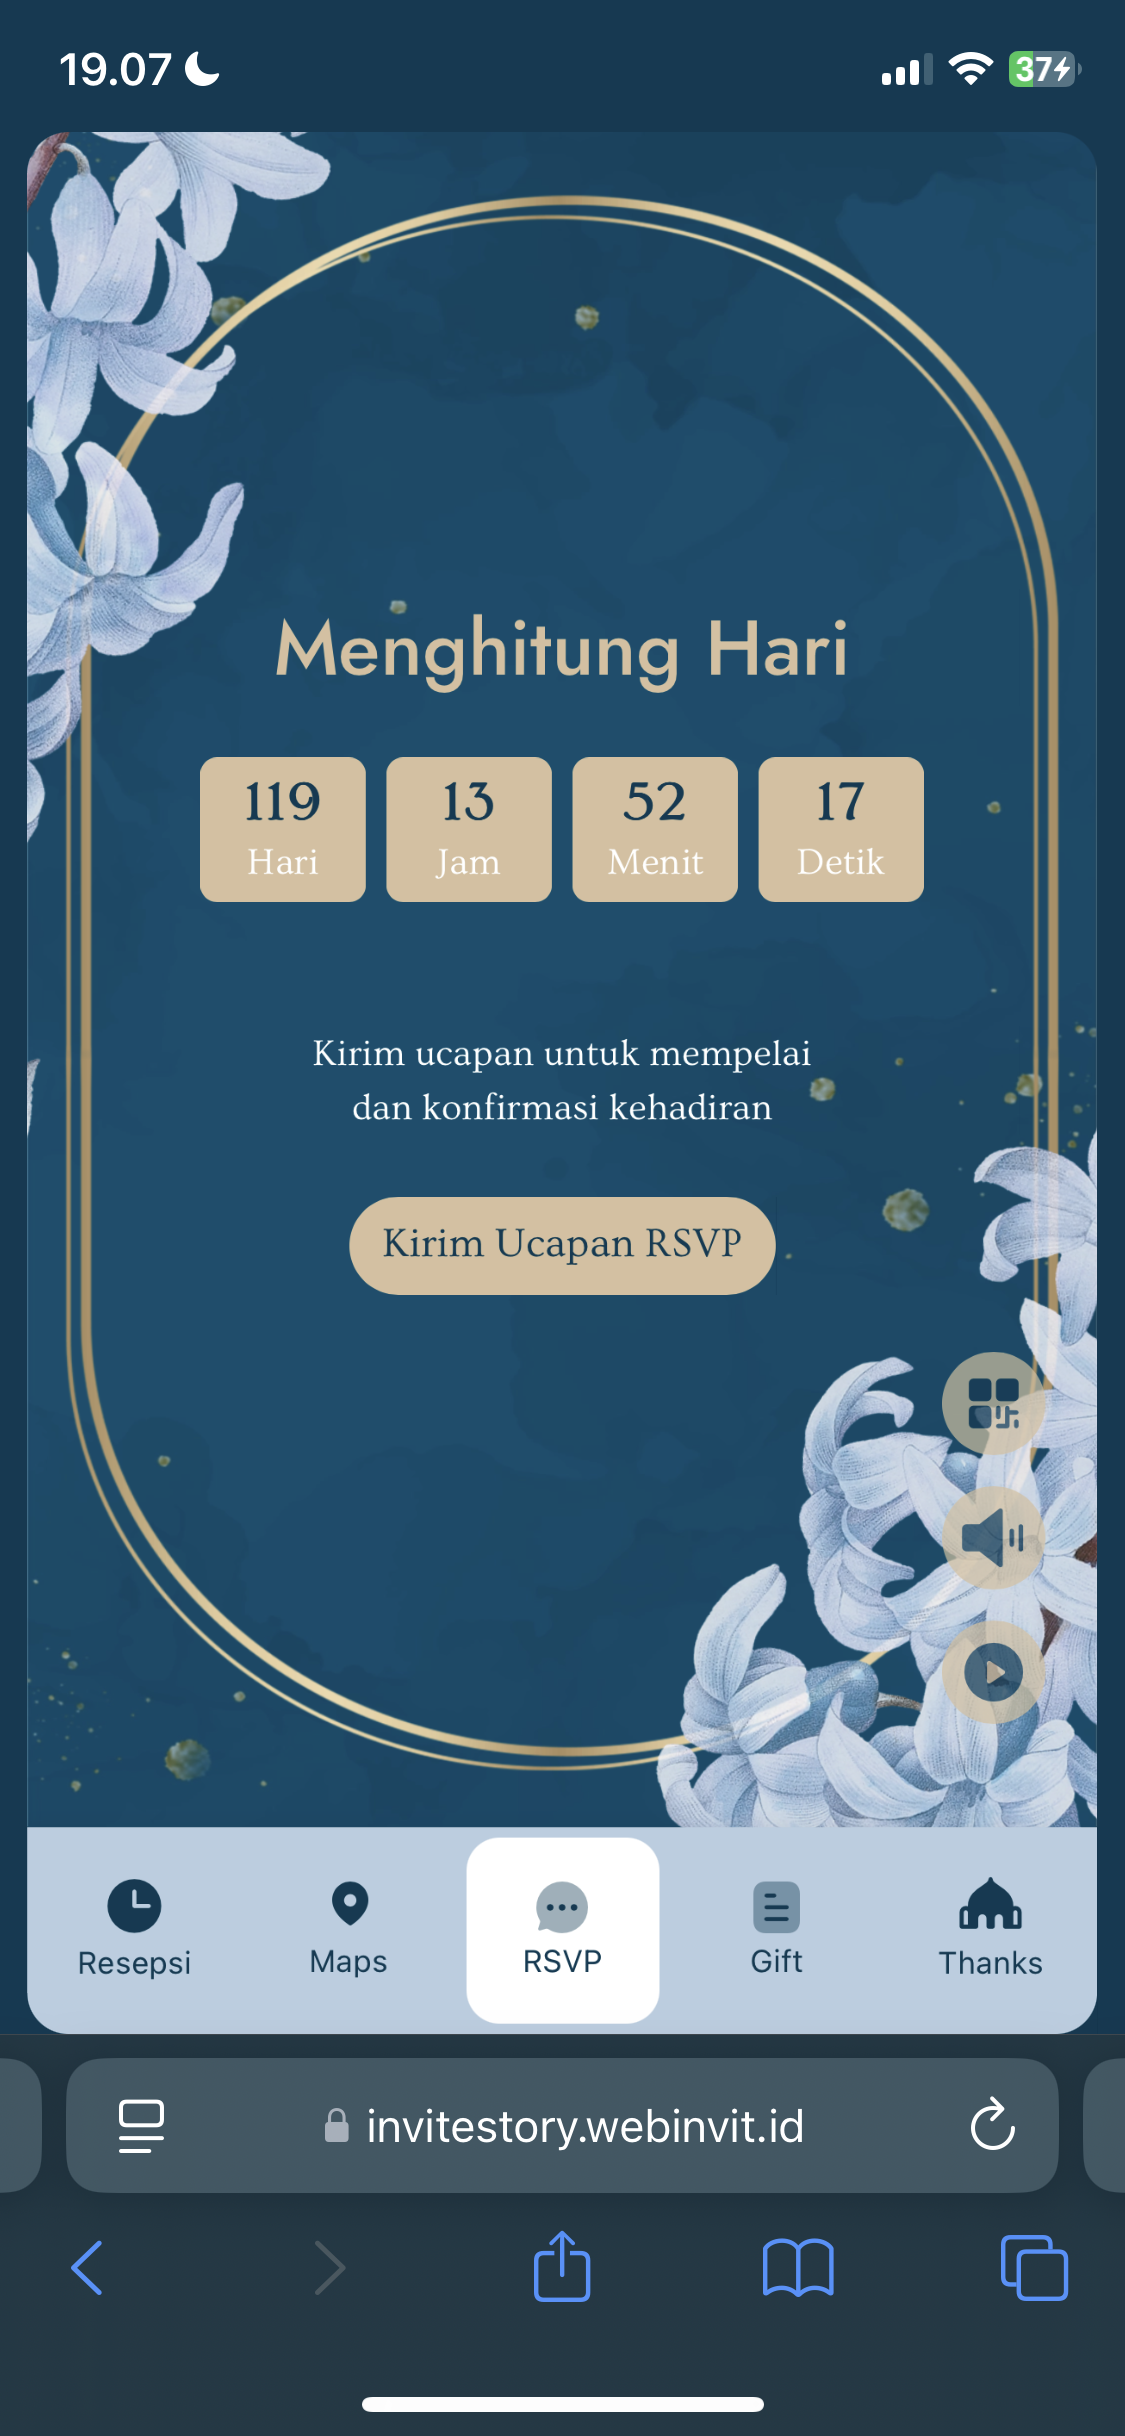 19.07
37
Menghitung Hari
119 13 52 17
Hari Jam Menit Detik
Kirim ucapan untuk mempelai
dan konfirmasi kehadiran
Kirim Ucapan RSVP
Resepsi Maps RSVP Gift Thanks
invitestory.webinvit.id